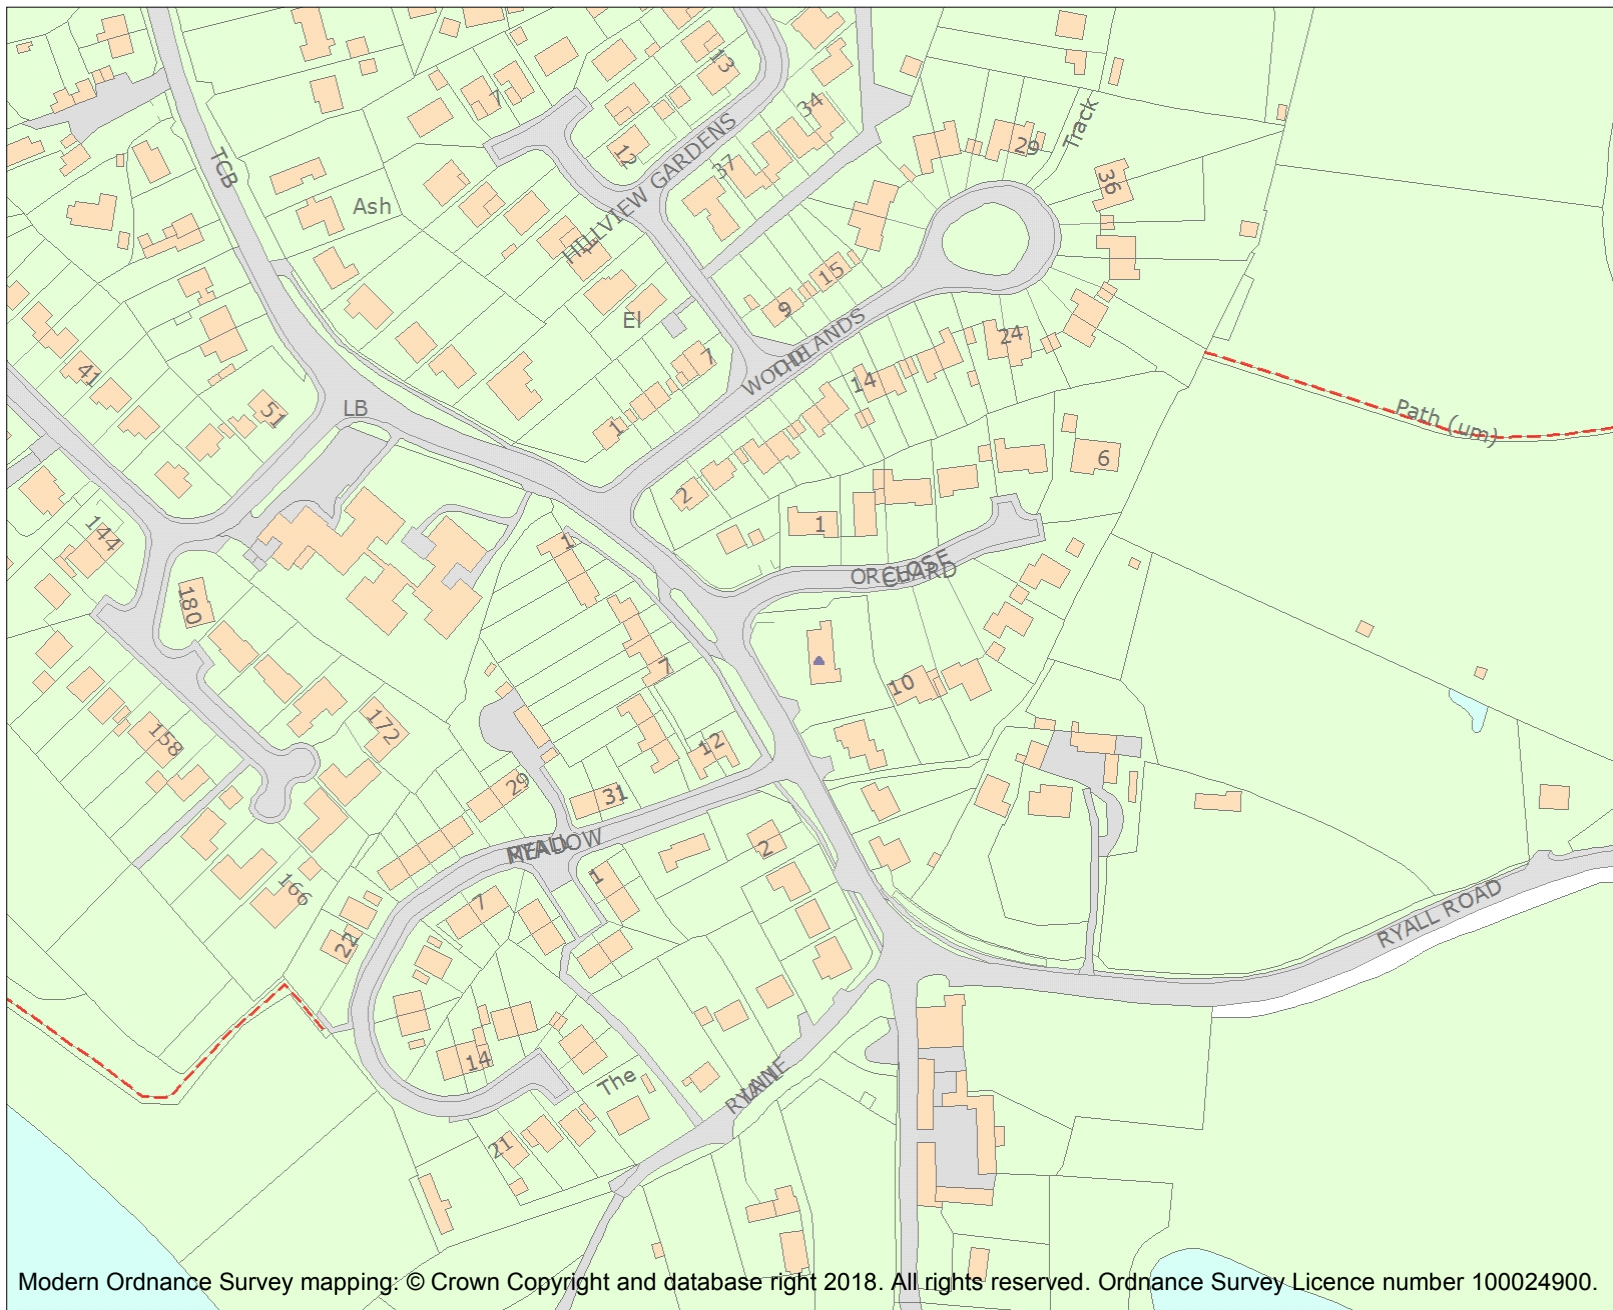 13
7
34
TCB
12
HILLVIEW GARDENS
37
29
Track
36
Ash
15
9
El
24
WOODLANDS
THE
7
14
41
51
LB
1
Path (um)
2
6
1
144
1
ORCHARD
CLOSE
180
7
10
172
158
12
29
31
RYALL
MEADOW
2
1
166
7
22
RYALL ROAD
14
The
RYALL
LANE
21
Modern Ordnance Survey mapping: © Crown Copyright and database right 2018. All rights reserved. Ordnance Survey Licence number 100024900.